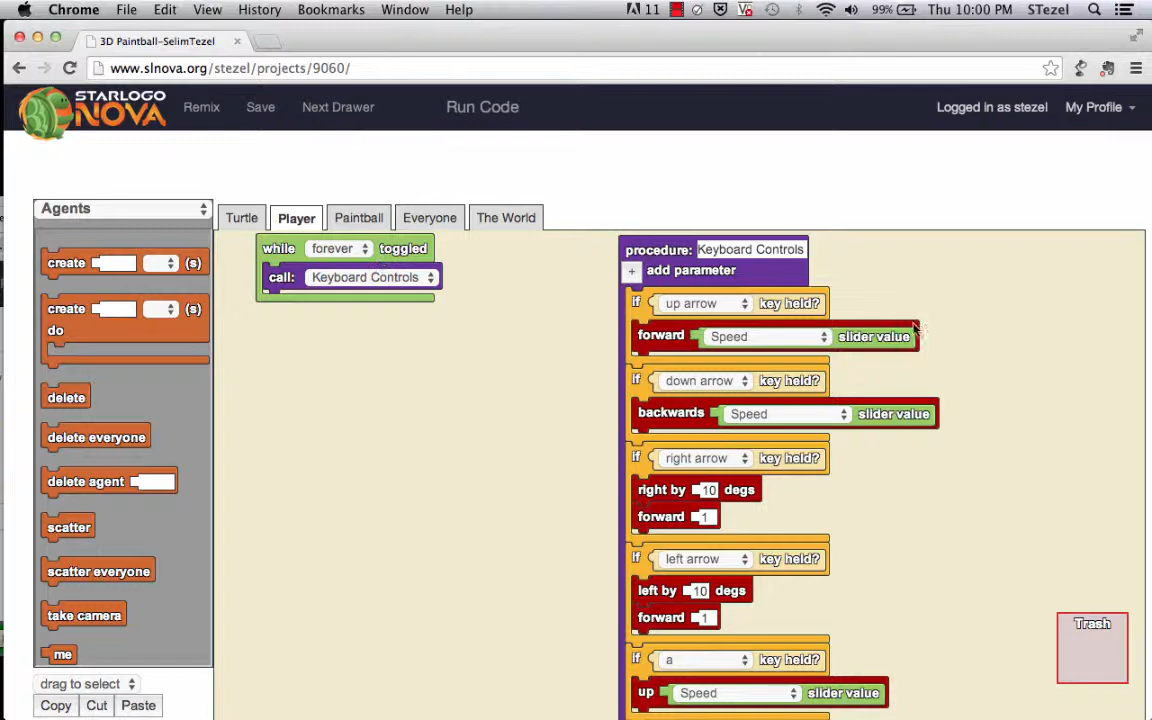 Chrome File Edit View History Bookmarks Window Help 11 99% Thu 10:00 PM STezel
3D Paintball-SelimTezel
www.slnova.org/stezel/projects/9060/
STARLOGO NOVA Remix Save Next Drawer Run Code Logged in as stezel My Profile
Agents Turtle Player Paintball Everyone The World
while forever toggled
call: Keyboard Controls
procedure: Keyboard Controls
+ add parameter
if up arrow key held?
forward Speed slider value
if down arrow key held?
backwards Speed slider value
if right arrow key held?
right by 10 degs
forward 1
if left arrow key held?
left by 10 degs
forward 1
if a key held?
up Speed slider value
create (s)
create (s)
do
delete
delete everyone
delete agent
scatter
scatter everyone
take camera
me
drag to select
Copy Cut Paste
Trash